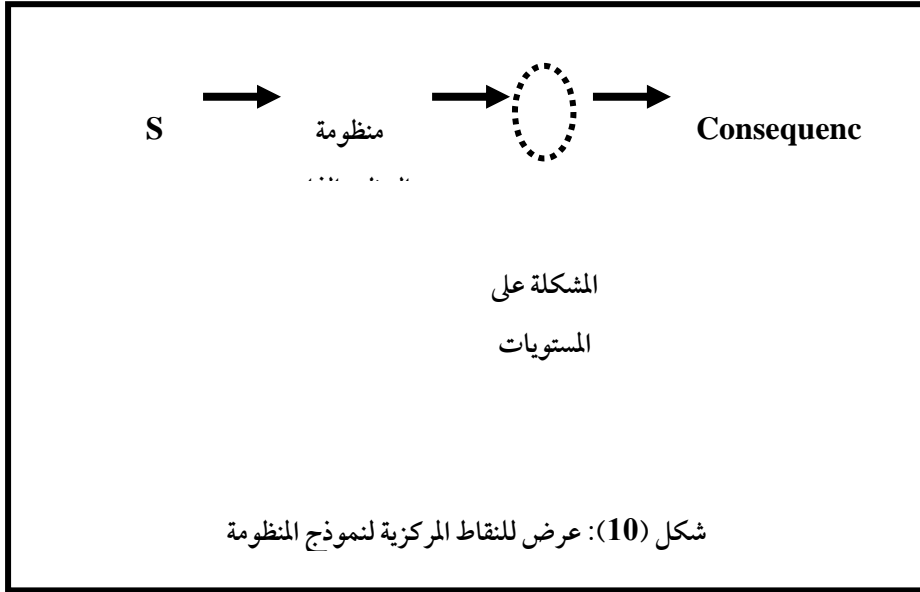 S منظومة Consequenc
المشكلة على
المستويات
شكل (10): عرض للنقاط المركزية لنموذج المنظومة